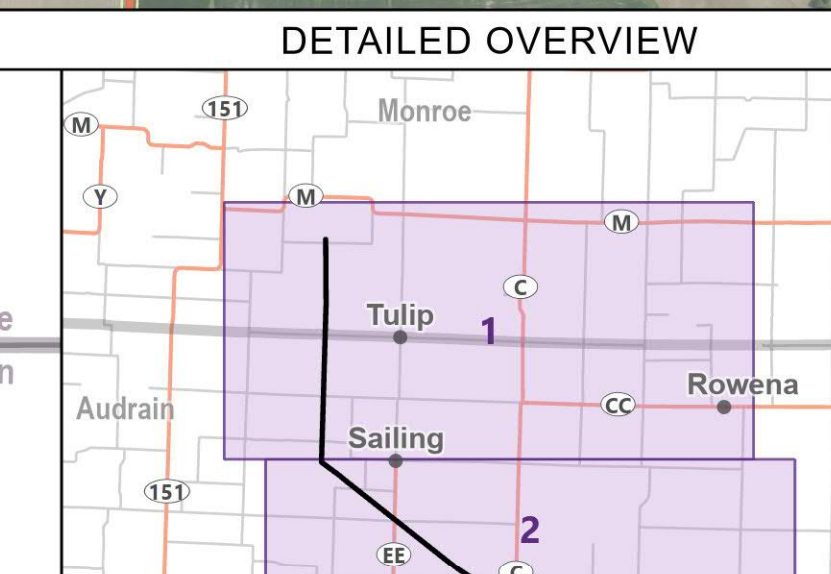 DETAILED OVERVIEW
151
Monroe
M
M
Y
M
C
e
Tulip
1
n
Rowena
CC
Audrain
Sailing
151
2
EE
C